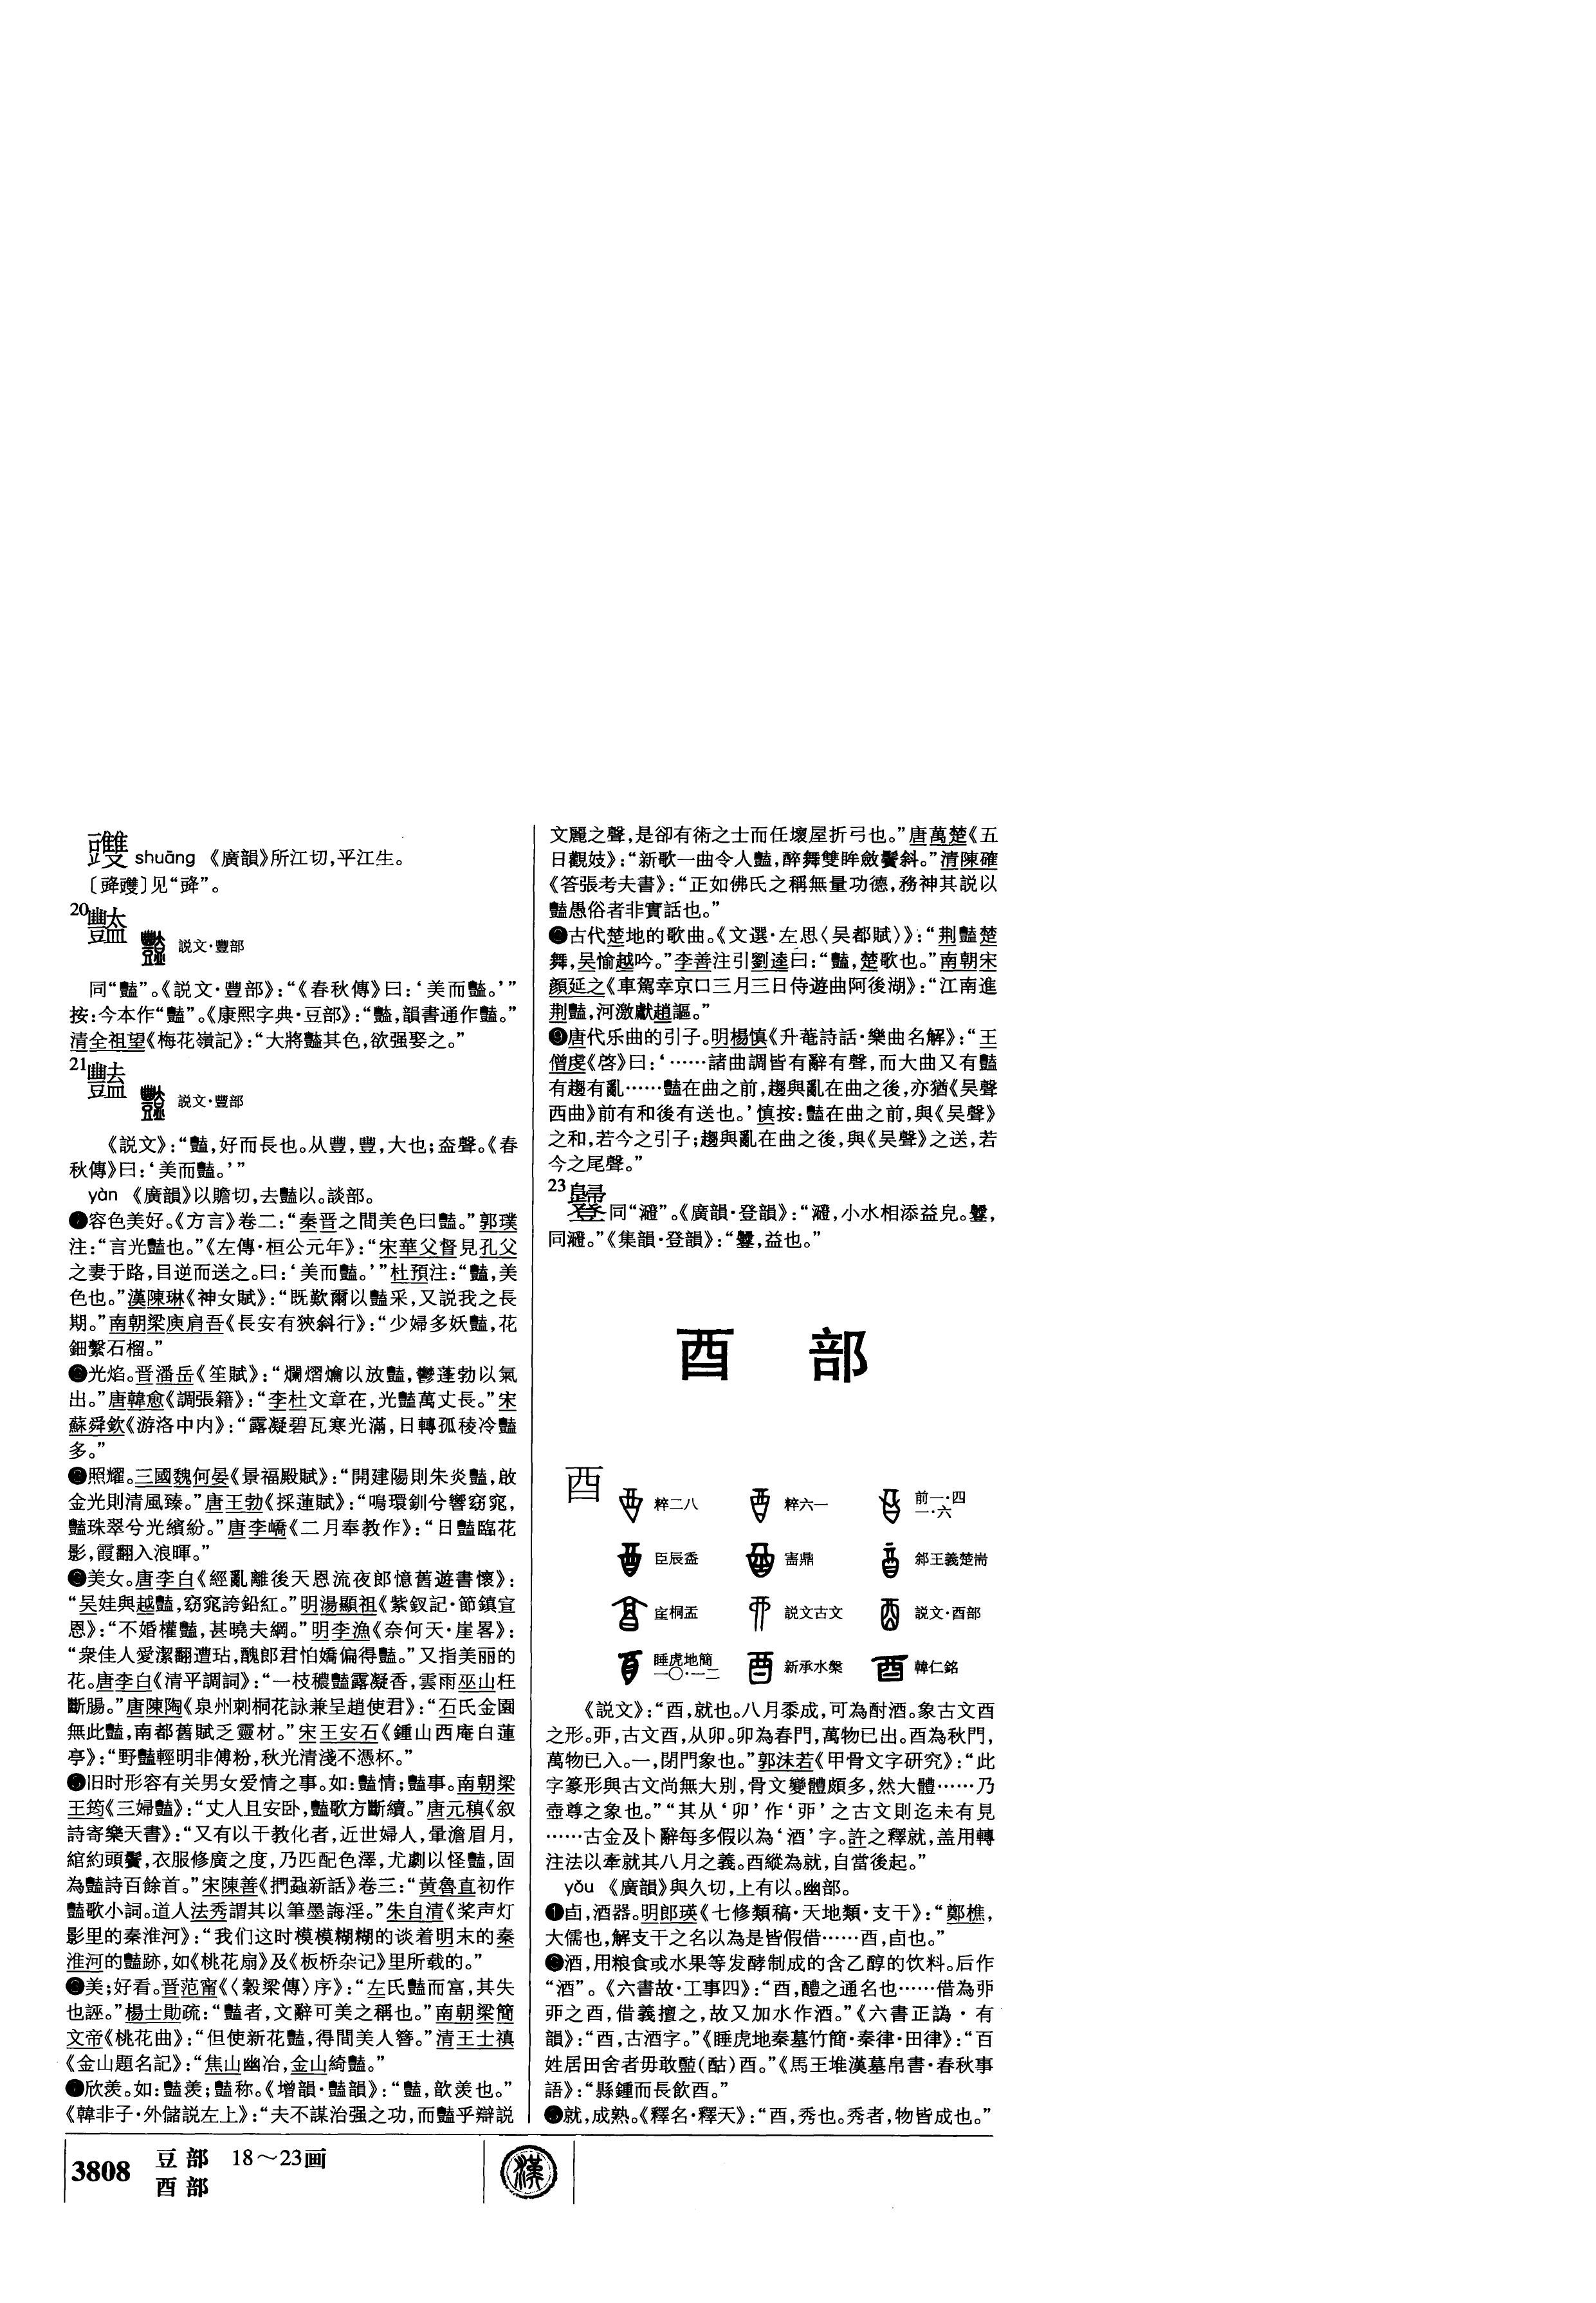 shuāng 《廣韻》所江切,平江生。
见“䜶”。
20
説文·豐部
同“豔”。《説文·豐部》:“《春秋傳》曰:‘美而豔。’”
按:今本作“豔”。《康熙字典·豆部》:“豔,韻書通作豔。”
清全祖望《梅花嶺記》:“大將豔其色,欲强娶之。”
21豔
説文·豐部
《説文》:“豔,好而長也。从豐,豐,大也;盇聲。《春
秋傳》曰:‘美而豔。’”
yàn 《廣韻》以贍切,去豔以。談部。
容色美好。《方言》卷二:“秦晋之間美色曰豔。”郭璞
注:“言光豔也。”《左傳·桓公元年》:“宋華父督見孔父
之妻于路,目逆而送之。曰:‘美而豔。’”杜預注:“豔,美
色也。”漢陳琳《神女賦》:“既歎爾以豔采,又説我之長
期。”南朝梁庾肩吾《長安有狹斜行》:“少婦多妖豔,花
鈿繫石榴。”
光焰。晋潘岳《笙賦》:“爛熠爚以放豔,鬱蓬勃以氣
出。”唐韓愈《調張籍》:“李杜文章在,光豔萬丈長。”宋
蘇舜欽《游洛中内》:“露凝碧瓦寒光滿,日轉孤稜冷豔
多。”
照耀。三國魏何晏《景福殿賦》:“開建陽則朱炎豔,啟
金光則清風臻。”唐王勃《採蓮賦》:“鳴環釧兮響窈窕,
豔珠翠兮光繽紛。”唐李嶠《二月奉教作》:“日豔臨花
影,霞翻入浪暉。”
美女。唐李白《經亂離後天恩流夜郎憶舊遊書懷》:
“吴娃與越豔,窈窕誇鉛紅。”明湯顯祖《紫釵記·節鎮宣
恩》:“不婚權豔,甚曉夫綱。”明李漁《奈何天·崖畧》:
“衆佳人愛潔翻遭玷,醜郎君怕嬌偏得豔。”又指美丽的
花。唐李白《清平調詞》:“一枝穠豔露凝香,雲雨巫山枉
斷腸。”唐陳陶《泉州刺桐花詠兼呈趙使君》:“石氏金園
無此豔,南都舊賦乏靈材。”宋王安石《鍾山西庵白蓮
亭》:“野豔輕明非傅粉,秋光清淺不憑杯。”
❺旧时形容有关男女爱情之事。如:豔情;豔事。南朝梁
王筠《三婦豔》:“丈人且安卧,豔歌方斷續。”唐元稹《叙
詩寄樂天書》:“又有以干教化者,近世婦人,暈澹眉目,
綰約頭鬢,衣服修廣之度,乃匹配色澤,尤劇以怪豔,固
為豔詩百餘首。”宋陳善《捫蝨新話》卷三:“黄魯直初作
豔歌小詞。道人法秀謂其以筆墨誨淫。”朱自清《桨声灯
影里的秦淮河》:“我们这时模模糊糊的谈着明末的秦
淮河的豔跡,如《桃花扇》及《板桥杂记》里所载的。”
美;好看。晋范甯《〈穀梁傳〉序》:“左氏豔而富,其失
也誣。”楊士勛疏:“豔者,文辭可美之稱也。”南朝梁簡
文帝《桃花曲》:“但使新花豔,得間美人簪。”清王士禛
《金山題名記》:“焦山幽冶,金山綺豔。”
欣羡。如:豔羡;豔称。《增韻·豔韻》:“豔,歆羨也。”
《韓非子·外儲説左上》:“夫不謀治强之功,而豔乎辯説
文麗之聲,是卻有術之士而任壞屋折弓也。”唐萬楚《五
日觀妓》:“新歌一曲令人豔,醉舞雙眸斂鬢斜。”清陳確
《答張考夫書》:“正如佛氏之稱無量功德,務神其説以
豔愚俗者非實話也。”
古代楚地的歌曲。《文選·左思〈吴都賦〉》:“荆豔楚
舞,吴愉越吟。”李善注引劉逵曰:“豔,楚歌也。”南朝宋
顔延之《車駕幸京口三月三日侍遊曲阿後湖》:“江南進
荆豔,河激獻趙謳。”
❾唐代乐曲的引子。明楊慎《升菴詩話·樂曲名解》:“王
僧虔《啓》曰:‘……諸曲調皆有辭有聲,而大曲又有豔
有趨有亂……豔在曲之前,趨與亂在曲之後,亦猶《吴聲
西曲》前有和後有送也。’慎按:豔在曲之前,與《吴聲》
之和,若今之引子;趨與亂在曲之後,與《吴聲》之送,若
今之尾聲。”
23
同“𤄼”。《廣韻·登韻》:“,小水相添益皃。,
同。”《集韻·登韻》:“,益也。”
酉 部
酉
粹二八 粹六一 前一·四一·六
臣辰盉 寍鼎 䣄王義楚耑
宔桐盂 説文古文 説文·酉部
睡虎地簡一〇·一二 新承水槃 韓仁銘
《説文》:“酉,就也。八月黍成,可為酎酒。象古文酉
之形。丣,古文酉,从卯。卯為春門,萬物已出。酉為秋門,
萬物已入。一,閉門象也。”郭沫若《甲骨文字研究》:“此
字篆形與古文尚無大别,骨文變體頗多,然大體……乃
壺尊之象也。”“其从‘卯’作‘丣’之古文則迄未有見
……古金及卜辭每多假以為‘酒’字。許之釋就,盖用轉
注法以牽就其八月之義。酉縱為就,自當後起。”
yǒu 《廣韻》與久切,上有以。幽部。
❶卣,酒器。明郎瑛《七修類稿·天地類·支干》:“鄭樵,
大儒也,解支干之名以為是皆假借……酉,卣也。”
酒,用粮食或水果等发酵制成的含乙醇的饮料。后作
“酒”。《六書故·工事四》:“酉,醴之通名也……借為丣
丣之酉,借義擅之,故又加水作酒。”《六書正譌·有
韻》:“酉,古酒字。”《睡虎地秦墓竹簡·秦律·田律》:“百
姓居田舍者毋敢䤅(酤)酉。”《馬王堆漢墓帛書·春秋事
語》:“縣鍾而長飲酉。”
就,成熟。《釋名·釋天》:“酉,秀也。秀者,物皆成也。”
3808 豆部 18～23画
酉部
漢